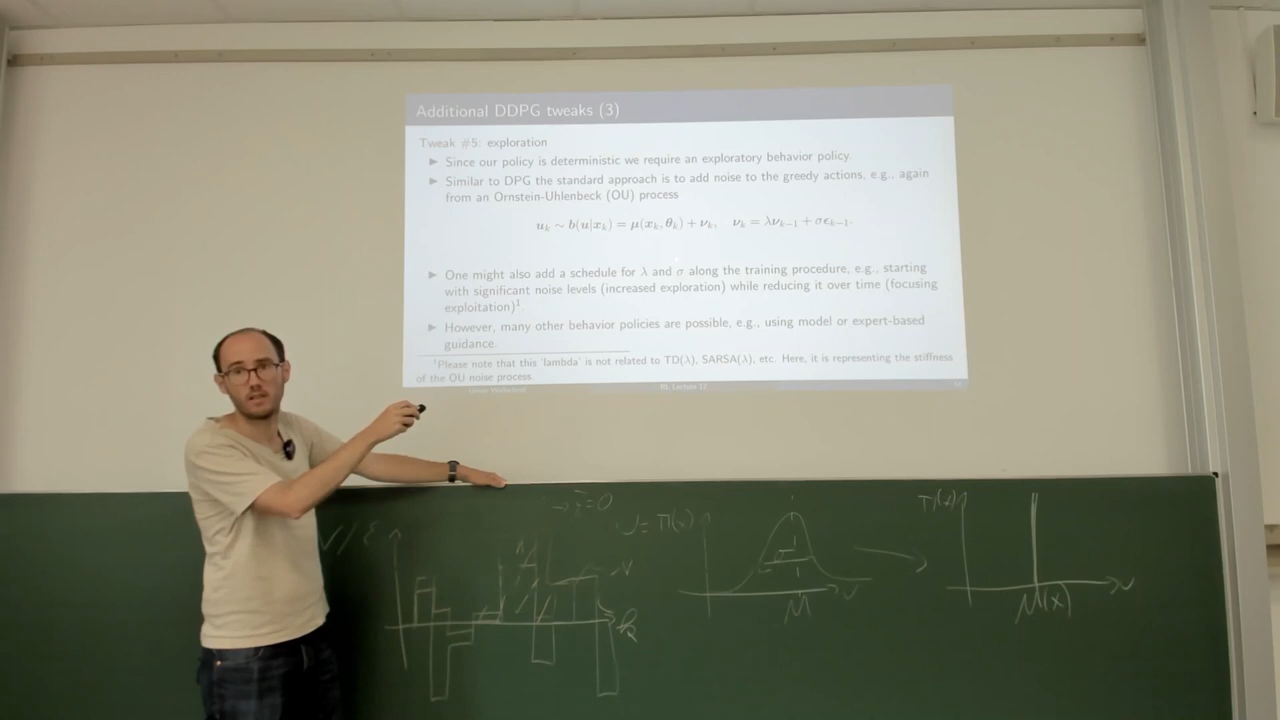 Additional DDPG tweaks (3)
Tweak #5: exploration
▶ Since our policy is deterministic we require an exploratory behavior policy.
▶ Similar to DPG the standard approach is to add noise to the greedy actions, e.g., again
from an Ornstein-Uhlenbeck (OU) process
u_k ∼ b(u|x_k) = μ(x_k, θ_k) + ν_k,   ν_k = λν_{k−1} + σϵ_{k−1}.
▶ One might also add a schedule for λ and σ along the training procedure, e.g., starting
with significant noise levels (increased exploration) while reducing it over time (focusing
exploitation)¹.
▶ However, many other behavior policies are possible, e.g., using model or expert-based
guidance.
¹Please note that this 'lambda' is not related to TD(λ), SARSA(λ), etc. Here, it is representing the stiffness
of the OU noise process.
RL Lecture 12
V/ε
k
μ
μ(x)